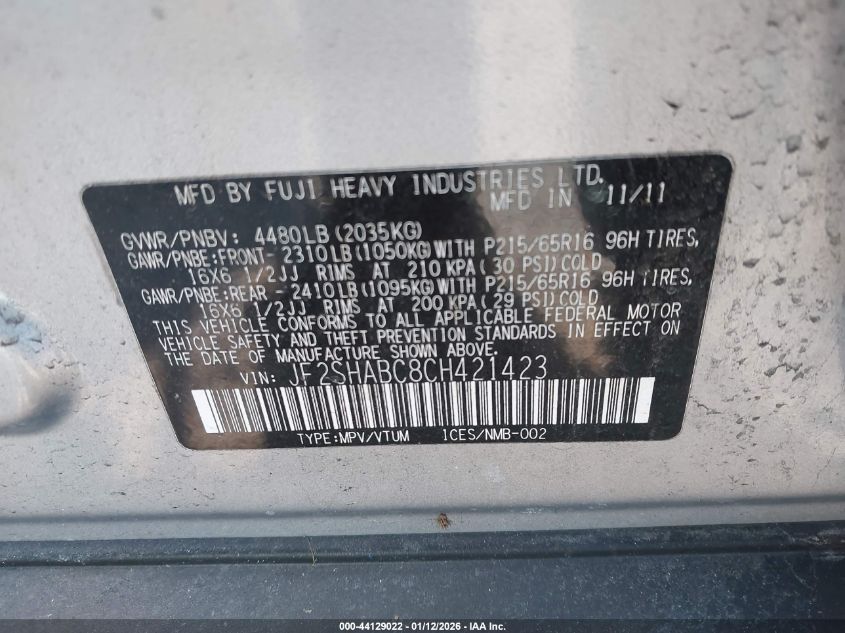 MFD BY FUJI HEAVY INDUSTRIES LTD.
MFD IN 11/11
GVWR/PNBV: 4480LB(2035KG)
GAWR/PNBE:FRONT 2310LB(1050KG)WITH P215/65R16 96H TIRES,
16X6 1/2JJ RIMS AT 210 KPA(30 PSI)COLD
GAWR/PNBE:REAR 2410LB(1095KG)WITH P215/65R16 96H TIRES,
16X6 1/2JJ RIMS AT 200 KPA(29 PSI)COLD
THIS VEHICLE CONFORMS TO ALL APPLICABLE FEDERAL MOTOR
VEHICLE SAFETY AND THEFT PREVENTION STANDARDS IN EFFECT ON
THE DATE OF MANUFACTURE SHOWN ABOVE.
VIN: JF2SHABC8CH421423
TYPE:MPV/VTUM 1CES/NMB-002
000-44129022 - 01/12/2026 - IAA Inc.